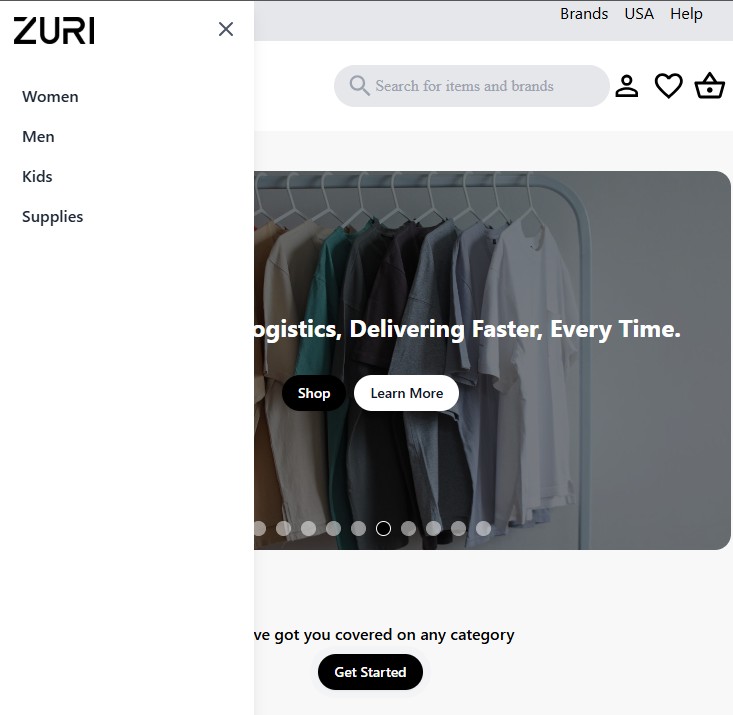 ZURI
Brands USA Help
Search for items and brands
Women
Men
Kids
Supplies
ogistics, Delivering Faster, Every Time.
Shop Learn More
ve got you covered on any category
Get Started